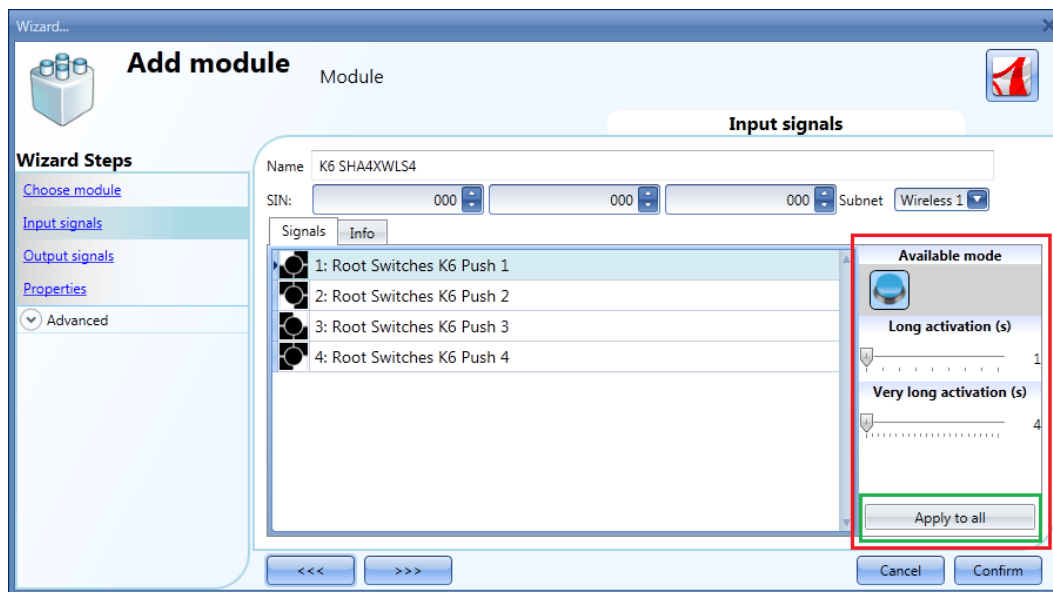 Wizard...
Add module
Module
Input signals
Wizard Steps
Choose module
Input signals
Output signals
Properties
Advanced
Name K6 SHA4XWLS4
SIN: 000 000 000 Subnet Wireless 1
Signals Info
1: Root Switches K6 Push 1
2: Root Switches K6 Push 2
3: Root Switches K6 Push 3
4: Root Switches K6 Push 4
Available mode
Long activation (s)
1
Very long activation (s)
4
Apply to all
<<< >>> Cancel Confirm